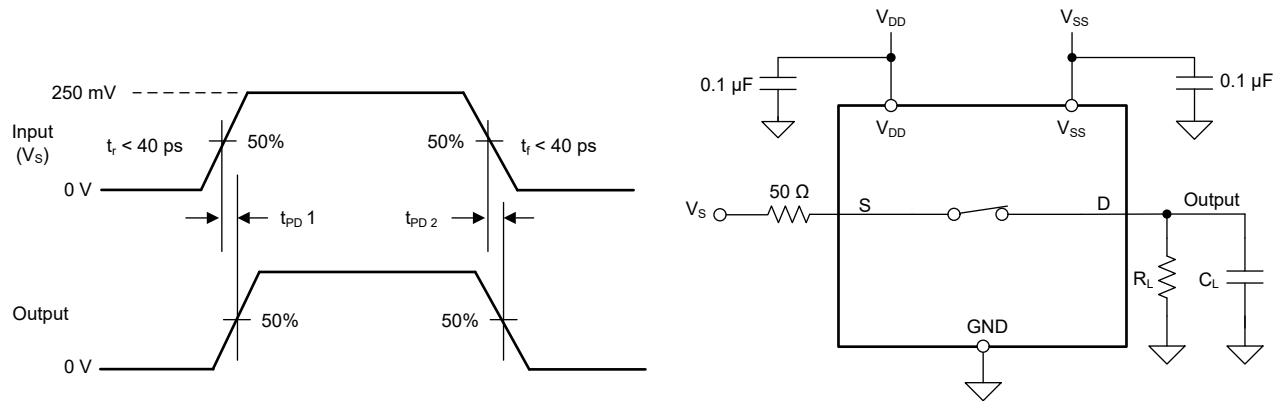 250 mV
Input
(VS)
tr < 40 ps
50%
50%
tf < 40 ps
0 V
tPD 1
tPD 2
Output
50%
50%
0 V
VDD
VSS
0.1 µF
0.1 µF
VDD
VSS
VS
50 Ω
S
D
Output
RL
CL
GND